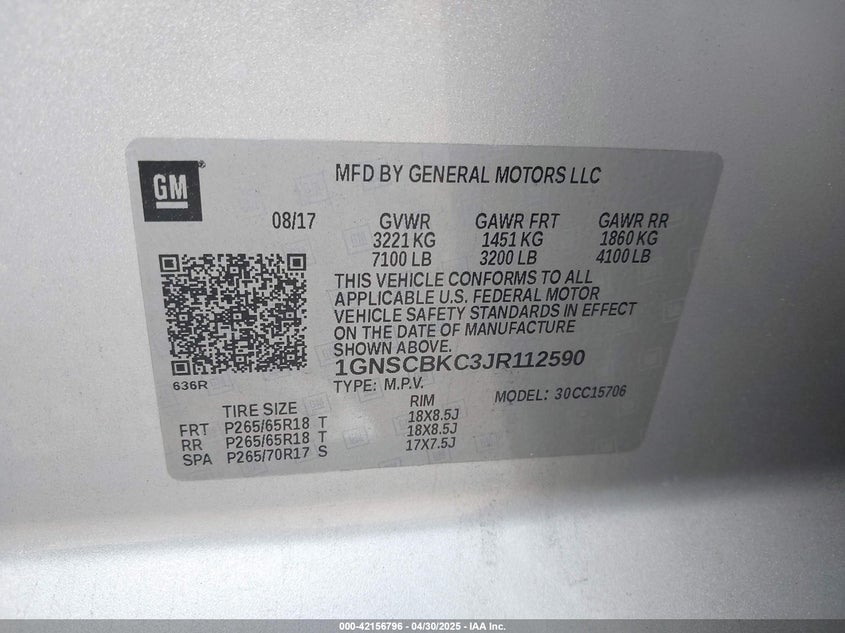 GM®
MFD BY GENERAL MOTORS LLC
08/17 GVWR GAWR FRT GAWR RR
3221 KG 1451 KG 1860 KG
7100 LB 3200 LB 4100 LB
THIS VEHICLE CONFORMS TO ALL
APPLICABLE U.S. FEDERAL MOTOR
VEHICLE SAFETY STANDARDS IN EFFECT
ON THE DATE OF MANUFACTURE
SHOWN ABOVE.
1GNSCBKC3JR112590
636R
TYPE: M.P.V. MODEL: 30CC15706
TIRE SIZE RIM
FRT P265/65R18 T 18X8.5J
RR P265/65R18 T 18X8.5J
SPA P265/70R17 S 17X7.5J
000-42156796 - 04/30/2025 - IAA Inc.